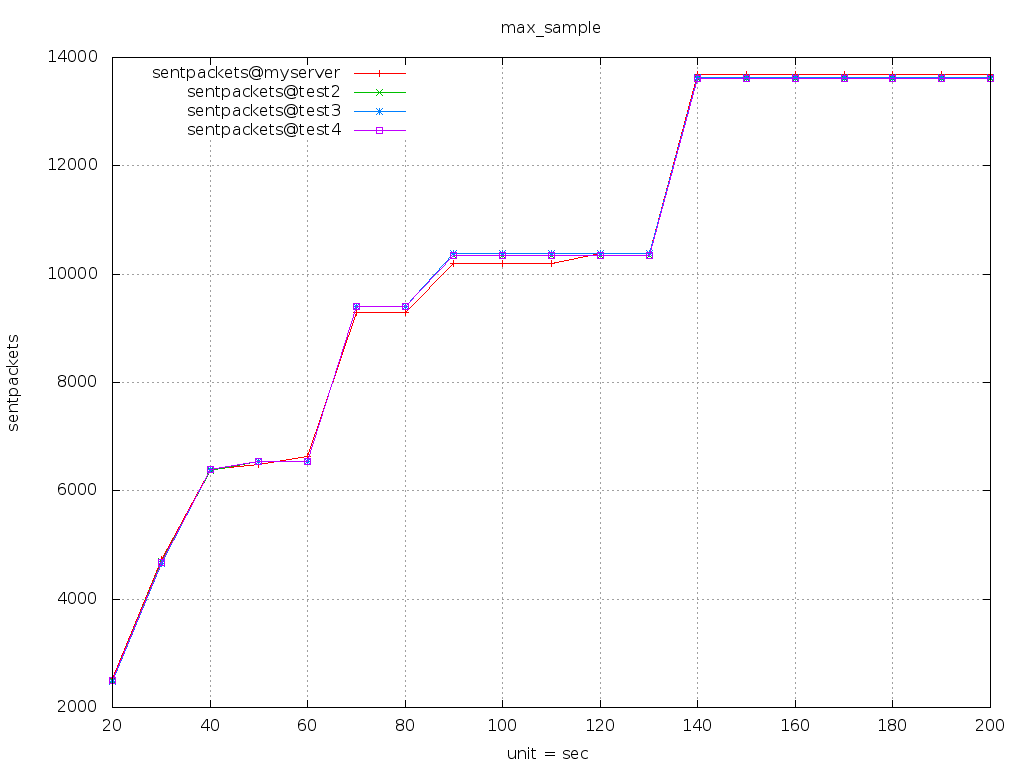 max_sample
14000
12000
10000
8000
6000
4000
2000
sentpackets@myserver
sentpackets@test2
sentpackets@test3
sentpackets@test4
sentpackets
20 40 60 80 100 120 140 160 180 200
unit = sec